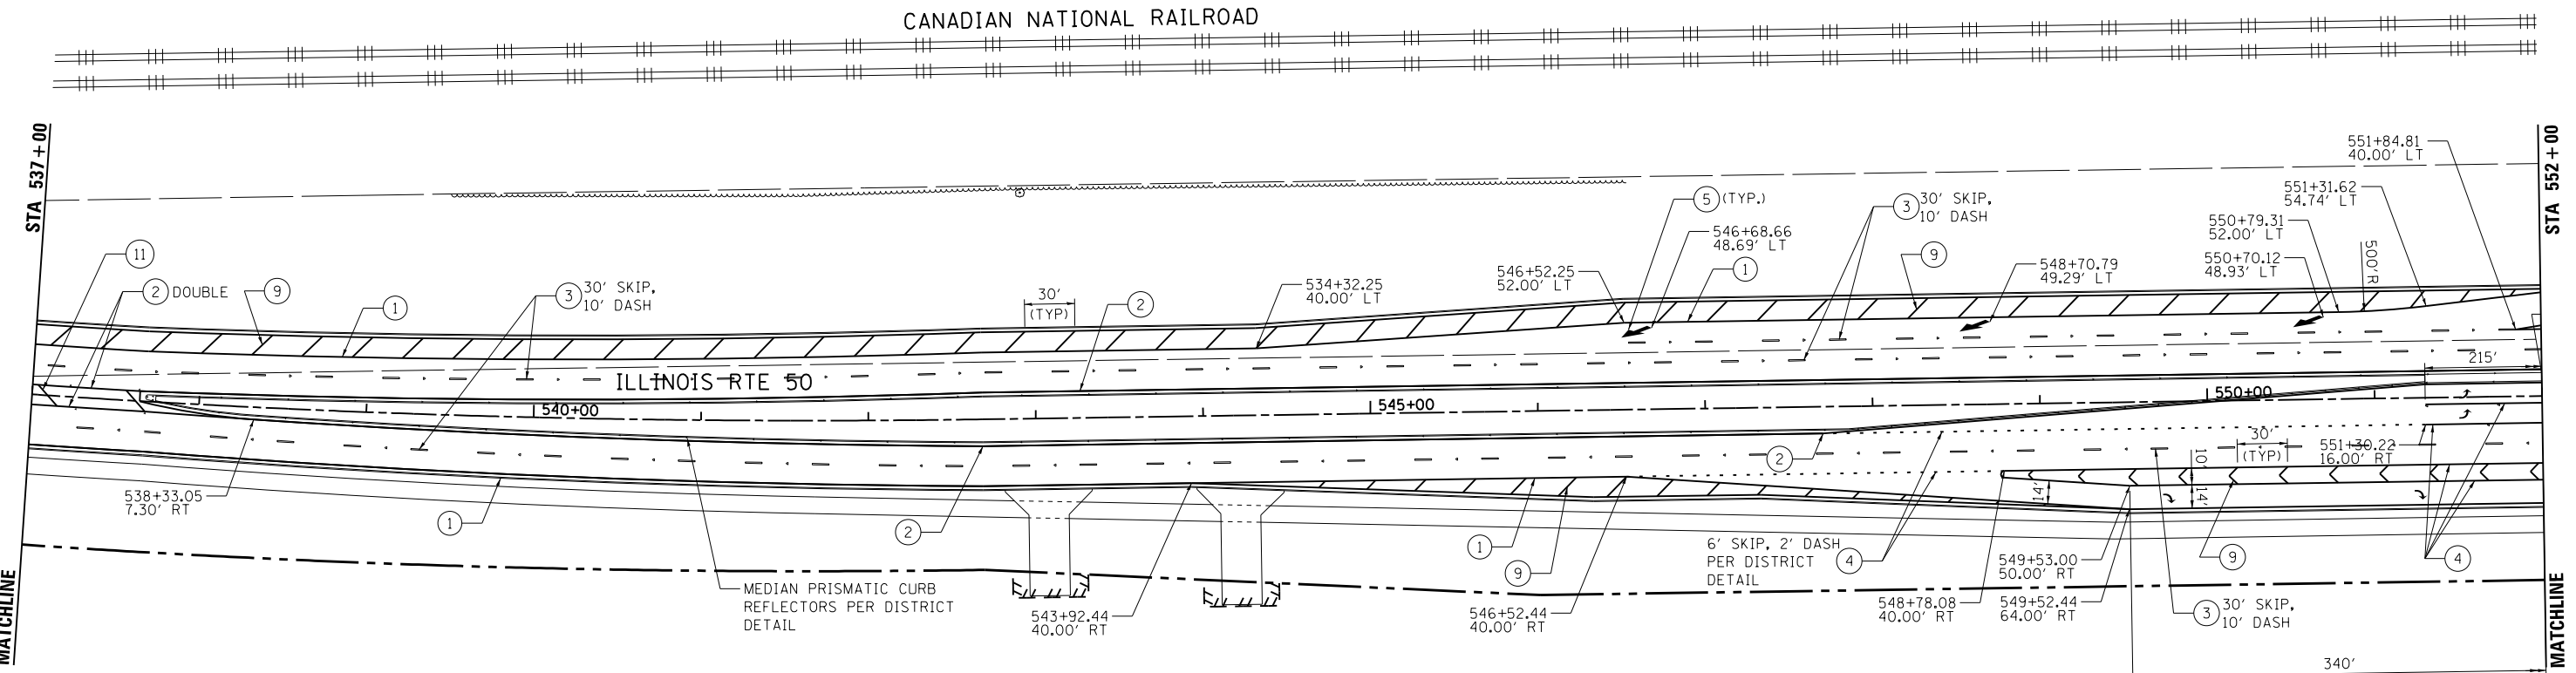 CANADIAN NATIONAL RAILROAD
STA 537+00
STA 552+00
551+84.81
40.00' LT
551+31.62
54.74' LT
5 (TYP.)
3 30' SKIP,
10' DASH
550+79.31
52.00' LT
546+68.66
48.69' LT
500'R
11
9
550+70.12
48.93' LT
546+52.25
52.00' LT
1
548+70.79
49.29' LT
2 DOUBLE
9
3 30' SKIP,
10' DASH
1
30'
(TYP)
2
534+32.25
40.00' LT
215'
ILLINOIS RTE 50
540+00
545+00
550+00
30'
(TYP)
551+30.22
16.00' RT
2
10'
14'
14'
538+33.05
7.30' RT
1
2
1
9
6' SKIP, 2' DASH
PER DISTRICT
DETAIL
4
549+53.00
50.00' RT
9
4
MEDIAN PRISMATIC CURB
REFLECTORS PER DISTRICT
DETAIL
543+92.44
40.00' RT
546+52.44
40.00' RT
548+78.08
40.00' RT
549+52.44
64.00' RT
3 30' SKIP,
10' DASH
MATCHLINE
MATCHLINE
340'